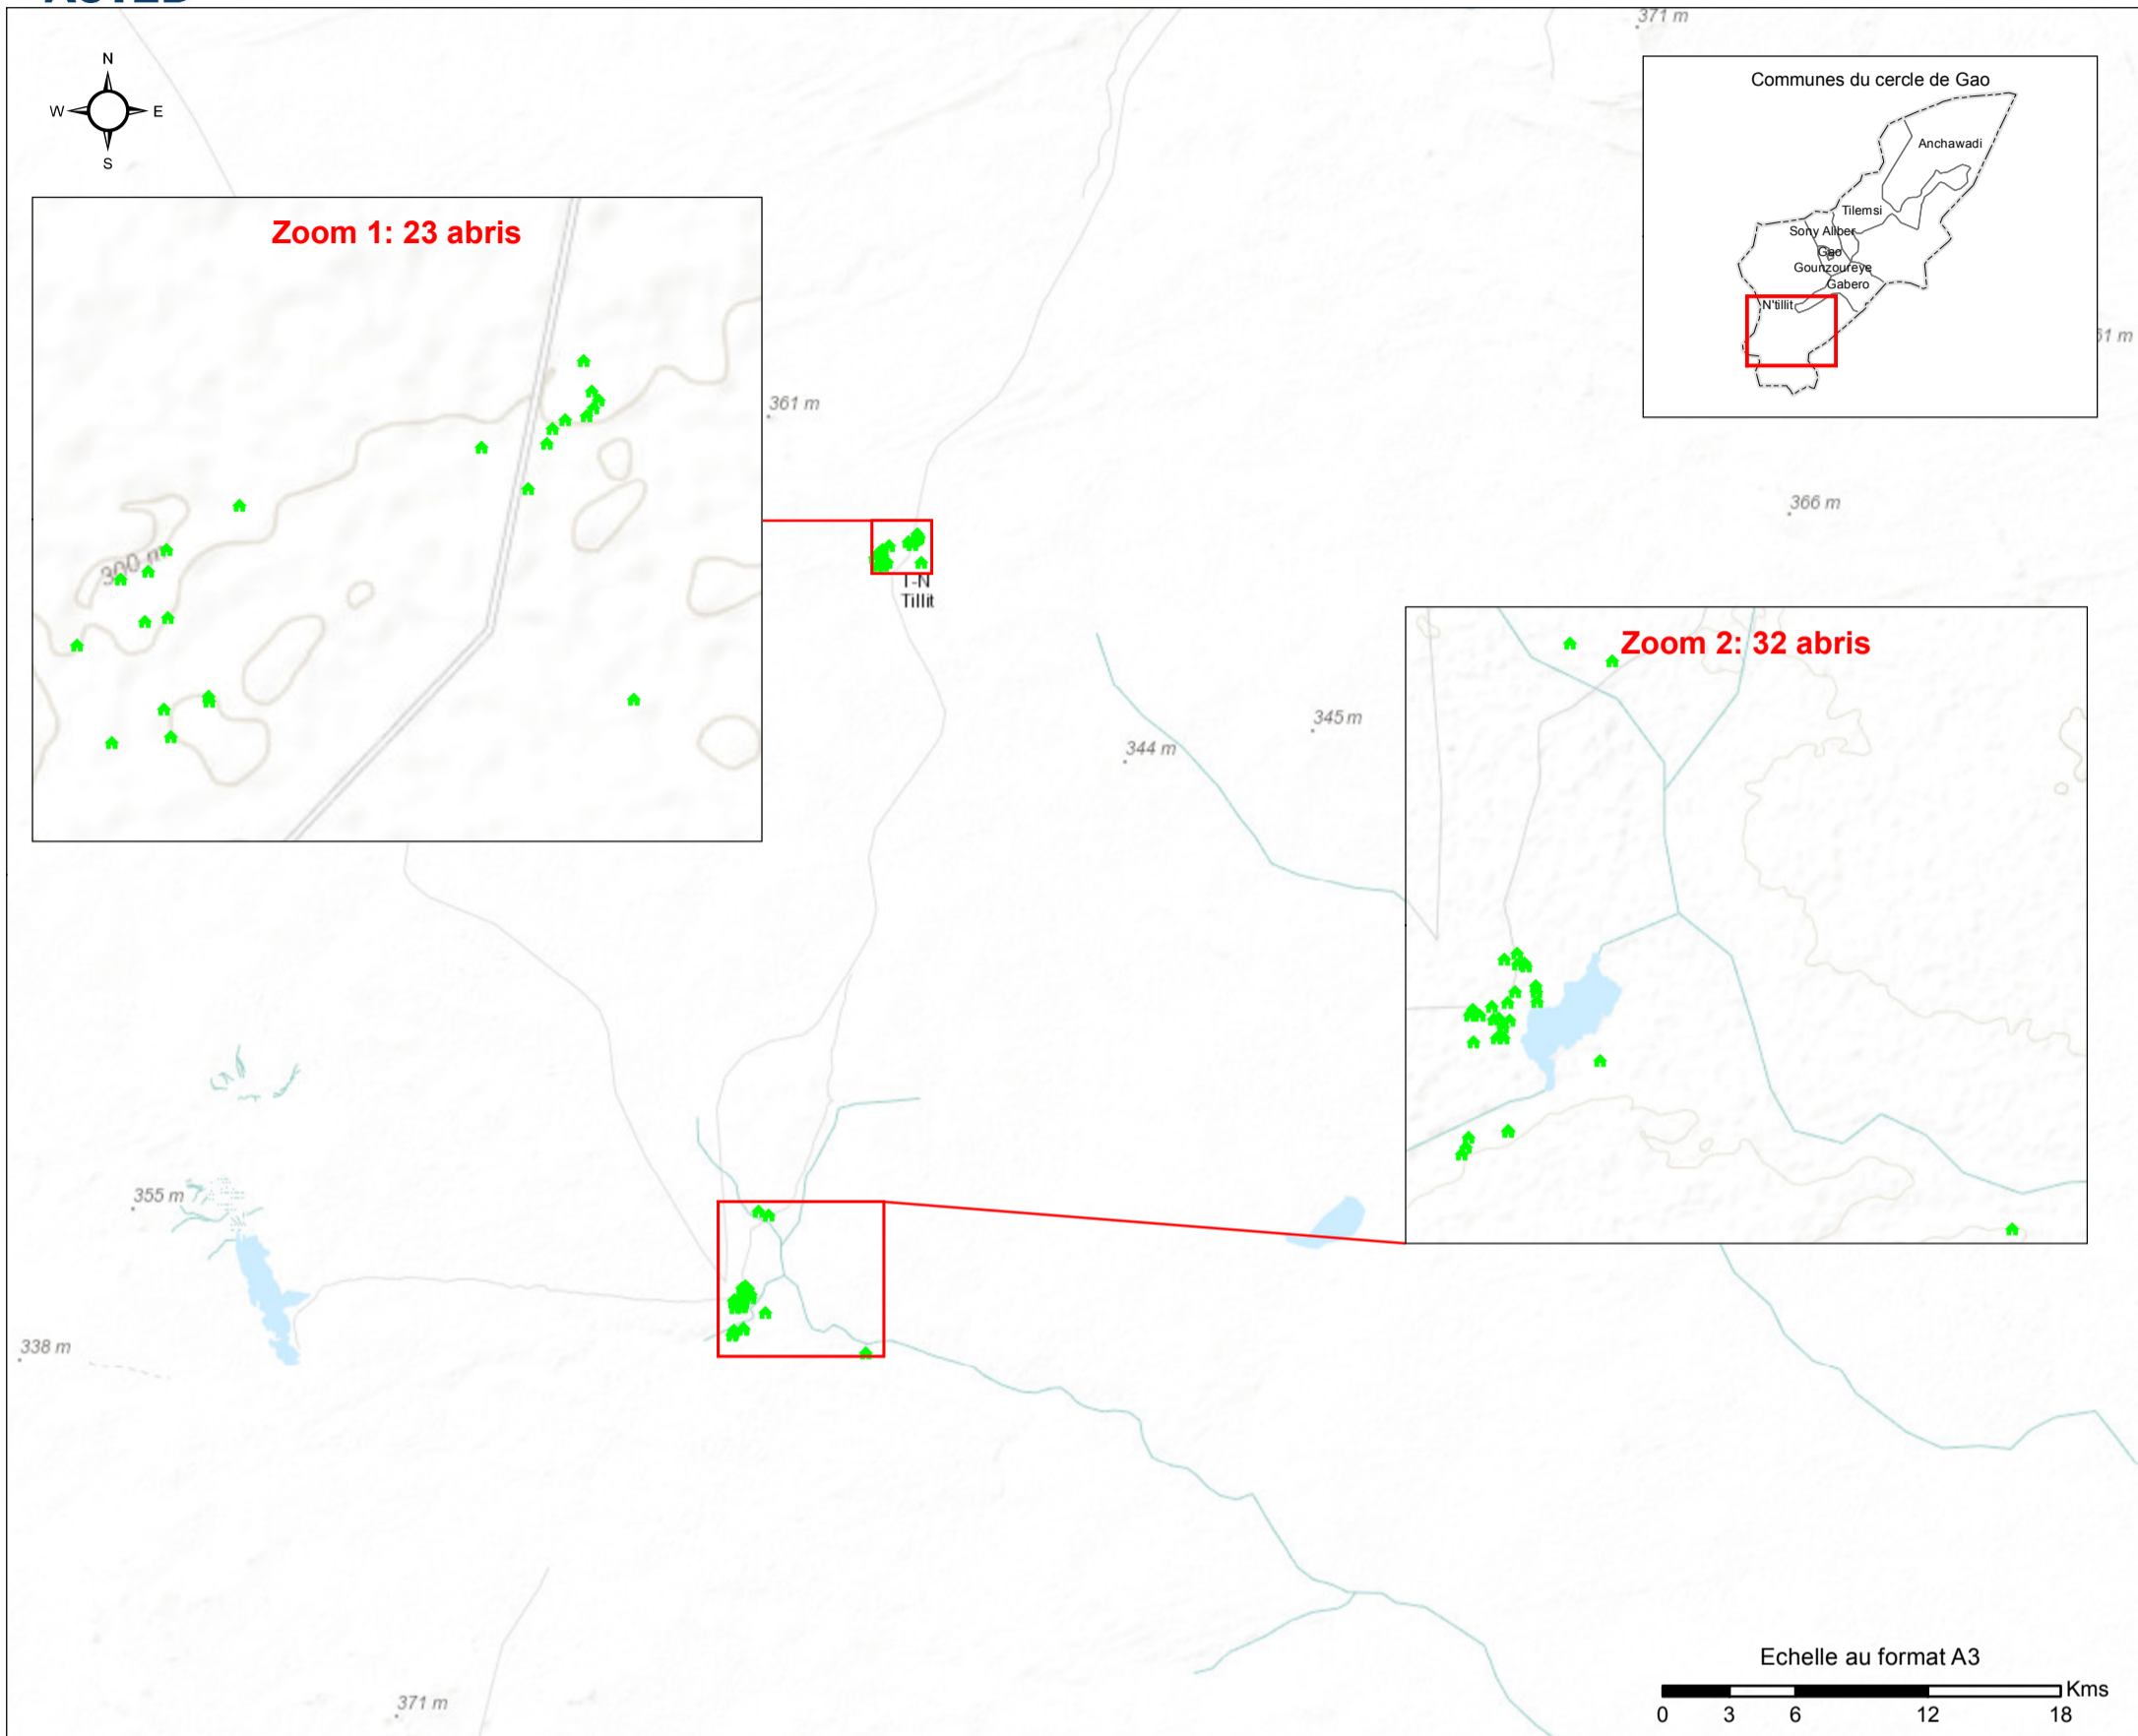 371 m
N
W E
S
Communes du cercle de Gao
Anchawadi
Tilemsi
Sony Aliber
Gao
Gounzoureye
Gabero
N'tillit
Zoom 1: 23 abris
300 m
361 m
366 m
I-N
Tillit
Zoom 2: 32 abris
345 m
344 m
355 m
338 m
371 m
Echelle au format A3
Kms
0 3 6 12 18